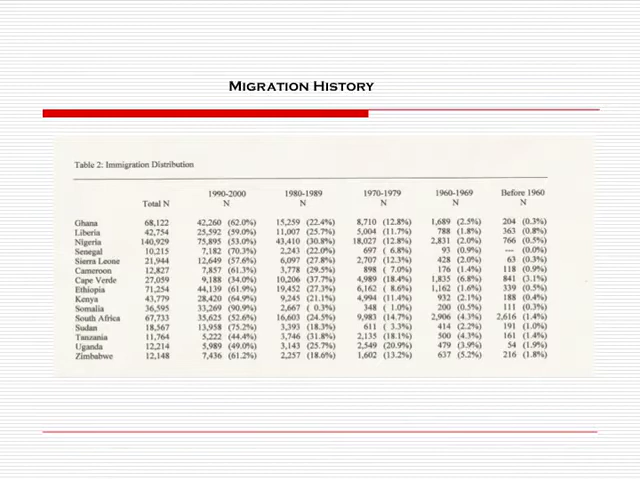 Migration History
Table 2: Immigration Distribution
1990-2000 1980-1989 1970-1979 1960-1969 Before 1960
Total N N N N N N
Ghana 68,122 42,260 (62.0%) 15,259 (22.4%) 8,710 (12.8%) 1,689 (2.5%) 204 (0.3%)
Liberia 42,754 25,592 (59.0%) 11,007 (25.7%) 5,004 (11.7%) 788 (1.8%) 363 (0.8%)
Nigeria 140,929 75,895 (53.0%) 43,410 (30.8%) 18,027 (12.8%) 2,831 (2.0%) 766 (0.5%)
Senegal 10,215 7,182 (70.3%) 2,243 (22.0%) 697 ( 6.8%) 93 (0.9%) --- (0.0%)
Sierra Leone 21,944 12,649 (57.6%) 6,097 (27.8%) 2,707 (12.3%) 428 (2.0%) 63 (0.3%)
Cameroon 12,827 7,857 (61.3%) 3,778 (29.5%) 898 ( 7.0%) 176 (1.4%) 118 (0.9%)
Cape Verde 27,059 9,188 (34.0%) 10,206 (37.7%) 4,989 (18.4%) 1,835 (6.8%) 841 (3.1%)
Ethiopia 71,254 44,139 (61.9%) 19,452 (27.3%) 6,162 ( 8.6%) 1,162 (1.6%) 339 (0.5%)
Kenya 43,779 28,420 (64.9%) 9,245 (21.1%) 4,994 (11.4%) 932 (2.1%) 188 (0.4%)
Somalia 36,595 33,269 (90.9%) 2,667 ( 0.3%) 348 ( 1.0%) 200 (0.5%) 111 (0.3%)
South Africa 67,733 35,625 (52.6%) 16,603 (24.5%) 9,983 (14.7%) 2,906 (4.3%) 2,616 (1.4%)
Sudan 18,567 13,958 (75.2%) 3,393 (18.3%) 611 ( 3.3%) 414 (2.2%) 191 (1.0%)
Tanzania 11,764 5,222 (44.4%) 3,746 (31.8%) 2,135 (18.1%) 500 (4.3%) 161 (1.4%)
Uganda 12,214 5,989 (49.0%) 3,143 (25.7%) 2,549 (20.9%) 479 (3.9%) 54 (1.9%)
Zimbabwe 12,148 7,436 (61.2%) 2,257 (18.6%) 1,602 (13.2%) 637 (5.2%) 216 (1.8%)